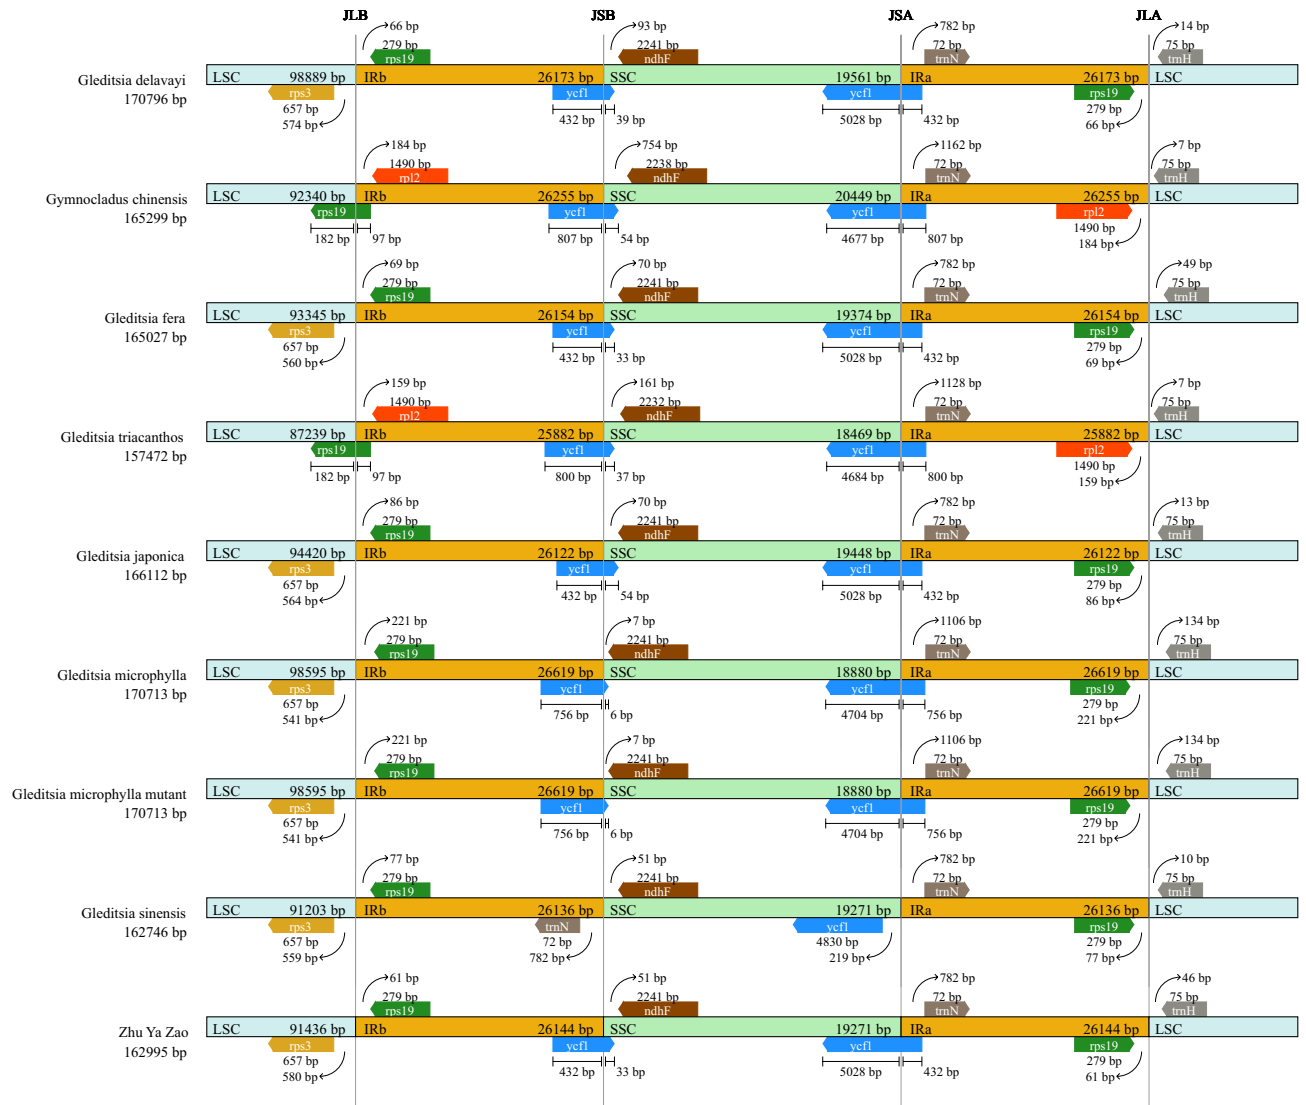 JLB JSB JSA JLA
66 bp 93 bp 782 bp 14 bp
279 bp 2241 bp 72 bp 75 bp
rps19 ndhF trnN trnH
Gleditsia delavayi LSC 98889 bp IRb 26173 bp SSC 19561 bp IRa 26173 bp LSC
170796 bp rps3 ycf1 ycf1 rps19
657 bp 279 bp
574 bp 432 bp 39 bp 5028 bp 432 bp 66 bp
184 bp 754 bp 1162 bp 7 bp
1490 bp 2238 bp 72 bp 75 bp
rpl2 ndhF trnN trnH
Gymnocladus chinensis LSC 92340 bp IRb 26255 bp SSC 20449 bp IRa 26255 bp LSC
165299 bp rps19 ycf1 ycf1 rpl2
1490 bp
182 bp 97 bp 807 bp 54 bp 4677 bp 807 bp 184 bp
69 bp 70 bp 782 bp 49 bp
279 bp 2241 bp 72 bp 75 bp
rps19 ndhF trnN trnH
Gleditsia fera LSC 93345 bp IRb 26154 bp SSC 19374 bp IRa 26154 bp LSC
165027 bp rps3 ycf1 ycf1 rps19
657 bp 279 bp
560 bp 432 bp 33 bp 5028 bp 432 bp 69 bp
159 bp 161 bp 1128 bp 7 bp
1490 bp 2232 bp 72 bp 75 bp
rpl2 ndhF trnN trnH
Gleditsia triacanthos LSC 87239 bp IRb 25882 bp SSC 18469 bp IRa 25882 bp LSC
157472 bp rps19 ycf1 ycf1 rpl2
1490 bp
182 bp 97 bp 800 bp 37 bp 4684 bp 800 bp 159 bp
86 bp 70 bp 782 bp 13 bp
279 bp 2241 bp 72 bp 75 bp
rps19 ndhF trnN trnH
Gleditsia japonica LSC 94420 bp IRb 26122 bp SSC 19448 bp IRa 26122 bp LSC
166112 bp rps3 ycf1 ycf1 rps19
657 bp 279 bp
564 bp 432 bp 54 bp 5028 bp 432 bp 86 bp
221 bp 7 bp 1106 bp 134 bp
279 bp 2241 bp 72 bp 75 bp
rps19 ndhF trnN trnH
Gleditsia microphylla LSC 98595 bp IRb 26619 bp SSC 18880 bp IRa 26619 bp LSC
170713 bp rps3 ycf1 ycf1 rps19
657 bp 279 bp
541 bp 756 bp 6 bp 4704 bp 756 bp 221 bp
221 bp 7 bp 1106 bp 134 bp
279 bp 2241 bp 72 bp 75 bp
rps19 ndhF trnN trnH
Gleditsia microphylla mutant LSC 98595 bp IRb 26619 bp SSC 18880 bp IRa 26619 bp LSC
170713 bp rps3 ycf1 ycf1 rps19
657 bp 279 bp
541 bp 756 bp 6 bp 4704 bp 756 bp 221 bp
77 bp 51 bp 782 bp 10 bp
279 bp 2241 bp 72 bp 75 bp
rps19 ndhF trnN trnH
Gleditsia sinensis LSC 91203 bp IRb 26136 bp SSC 19271 bp IRa 26136 bp LSC
162746 bp rps3 trnN ycf1 rps19
657 bp 72 bp 4830 bp 279 bp
559 bp 782 bp 219 bp 77 bp
61 bp 51 bp 782 bp 46 bp
279 bp 2241 bp 72 bp 75 bp
rps19 ndhF trnN trnH
Zhu Ya Zao LSC 91436 bp IRb 26144 bp SSC 19271 bp IRa 26144 bp LSC
162995 bp rps3 ycf1 ycf1 rps19
657 bp 279 bp
580 bp 432 bp 33 bp 5028 bp 432 bp 61 bp